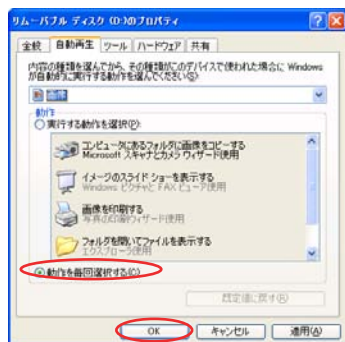 リムーバブル ディスク (D:)のプロパティ
全般 自動再生 ツール ハードウェア 共有
内容の種類を選んでから、その種類がこのデバイスで使われた場合に Windows
が自動的に実行する動作を選んでください(S):
画像
動作
実行する動作を選択(P):
コンピュータにあるフォルダに画像をコピーする
Microsoft スキャナとカメラ ウィザード使用
イメージのスライド ショーを表示する
Windows ピクチャと FAX ビューア使用
画像を印刷する
写真の印刷ウィザード使用
フォルダを開いてファイルを表示する
エクスプローラ使用
動作を毎回選択する(O)
既定値に戻す(R)
OK キャンセル 適用(A)